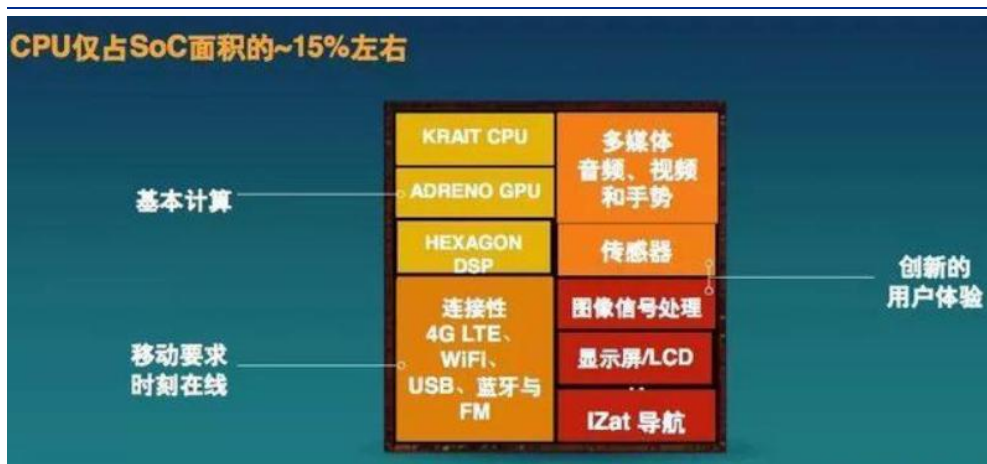 CPU仅占SoC面积的~15%左右
KRAIT CPU
ADRENO GPU
HEXAGON
DSP
连接性
4G LTE、
WiFi、
USB、蓝牙与
FM
多媒体
音频、视频
和手势
传感器
图像信号处理
显示屏/LCD
IZat 导航
基本计算
移动要求
时刻在线
创新的
用户体验